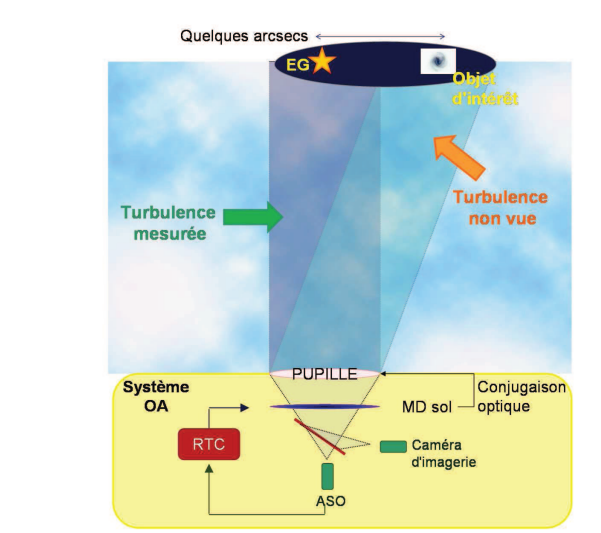 Quelques arcsecs
EG
Objet
d'intérêt
Turbulence
mesurée
Turbulence
non vue
PUPILLE
Système
OA
MD sol
Conjugaison
optique
RTC
Caméra
d'imagerie
ASO